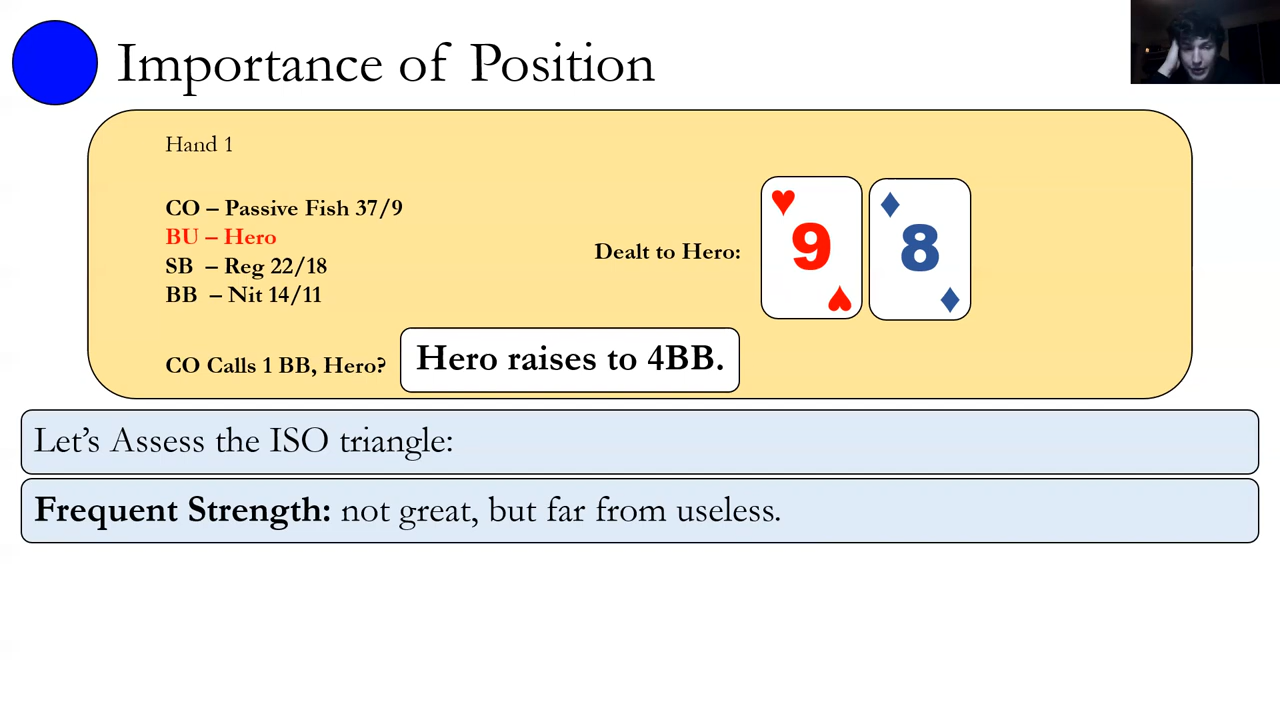 Importance of Position
Hand 1
CO – Passive Fish 37/9
BU – Hero
SB – Reg 22/18
BB – Nit 14/11
Dealt to Hero:
9
8
CO Calls 1 BB, Hero?
Hero raises to 4BB.
Let’s Assess the ISO triangle:
Frequent Strength: not great, but far from useless.